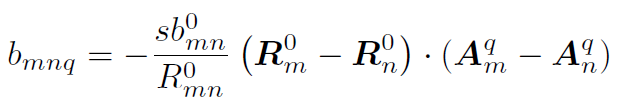 $b_{mnq} = -\frac{sb^0_{mn}}{R^0_{mn}} \left( \boldsymbol{R}^0_m - \boldsymbol{R}^0_n \right) \cdot \left( \boldsymbol{A}^q_m - \boldsymbol{A}^q_n \right)$